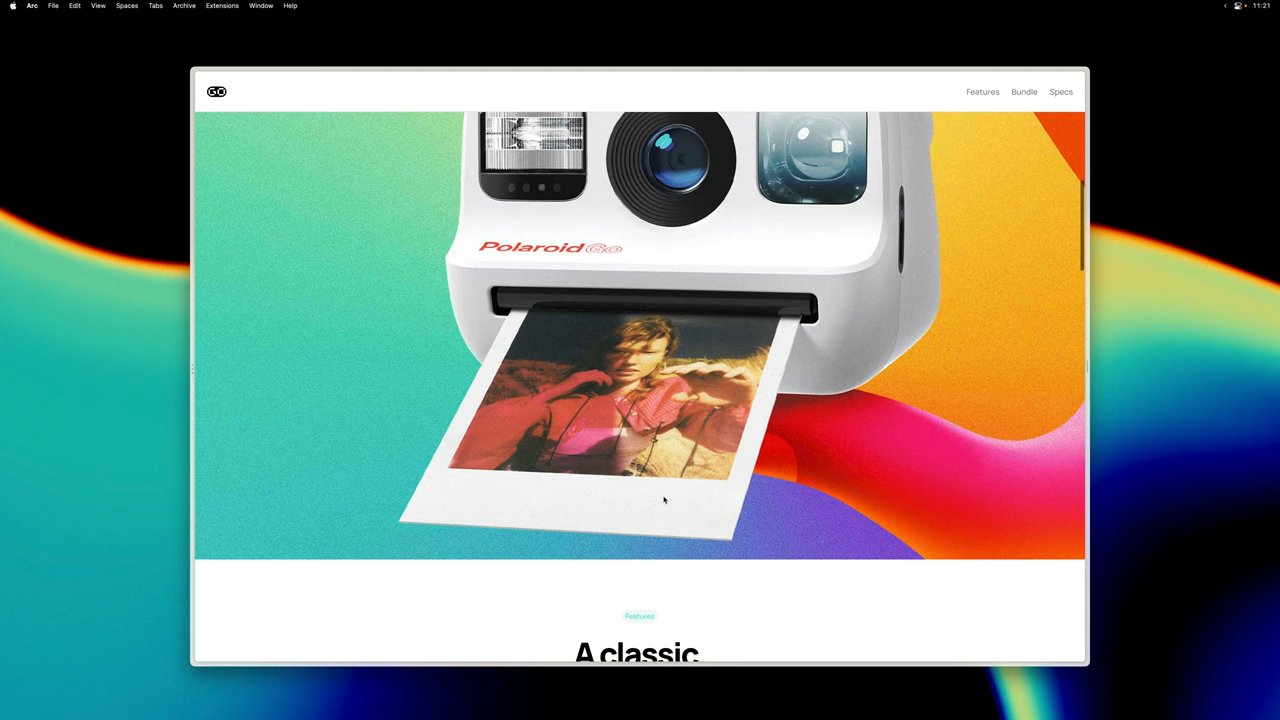 Arc File Edit View Spaces Tabs Archive Extensions Window Help 11:21
GO Features Bundle Specs
Polaroid Go
Features
A classic